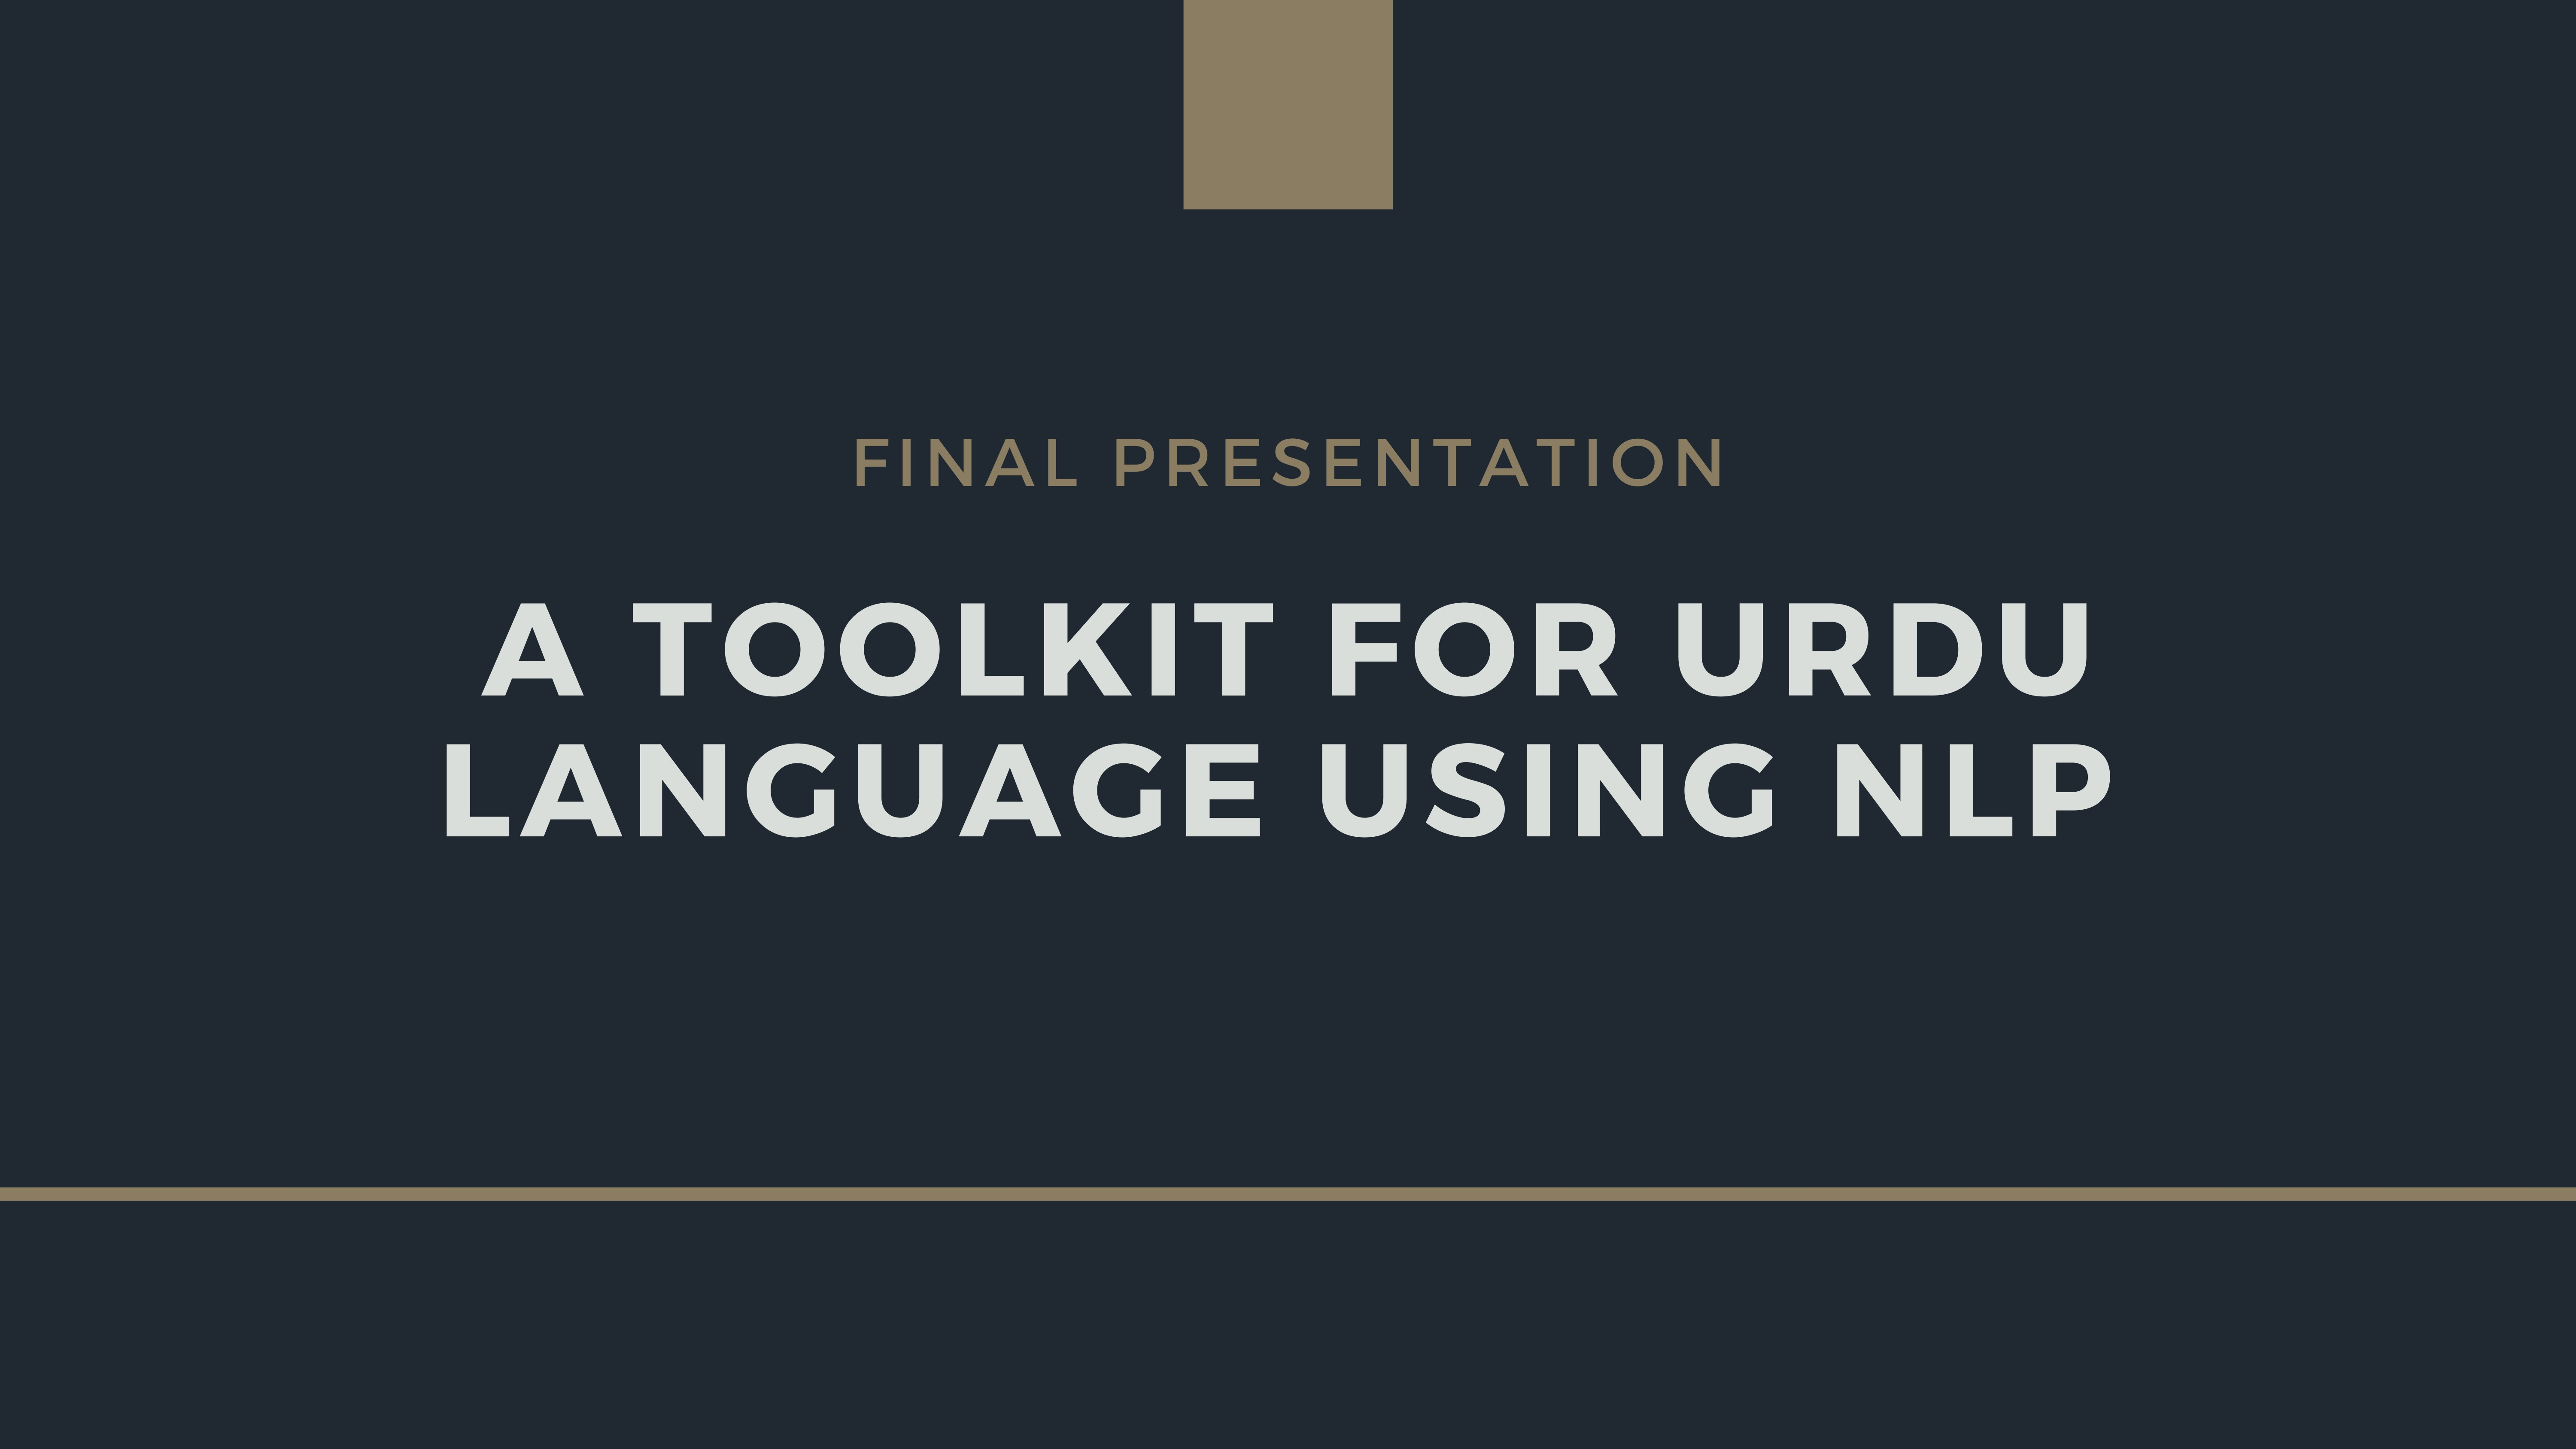 FINAL PRESENTATION
A TOOLKIT FOR URDU
LANGUAGE USING NLP